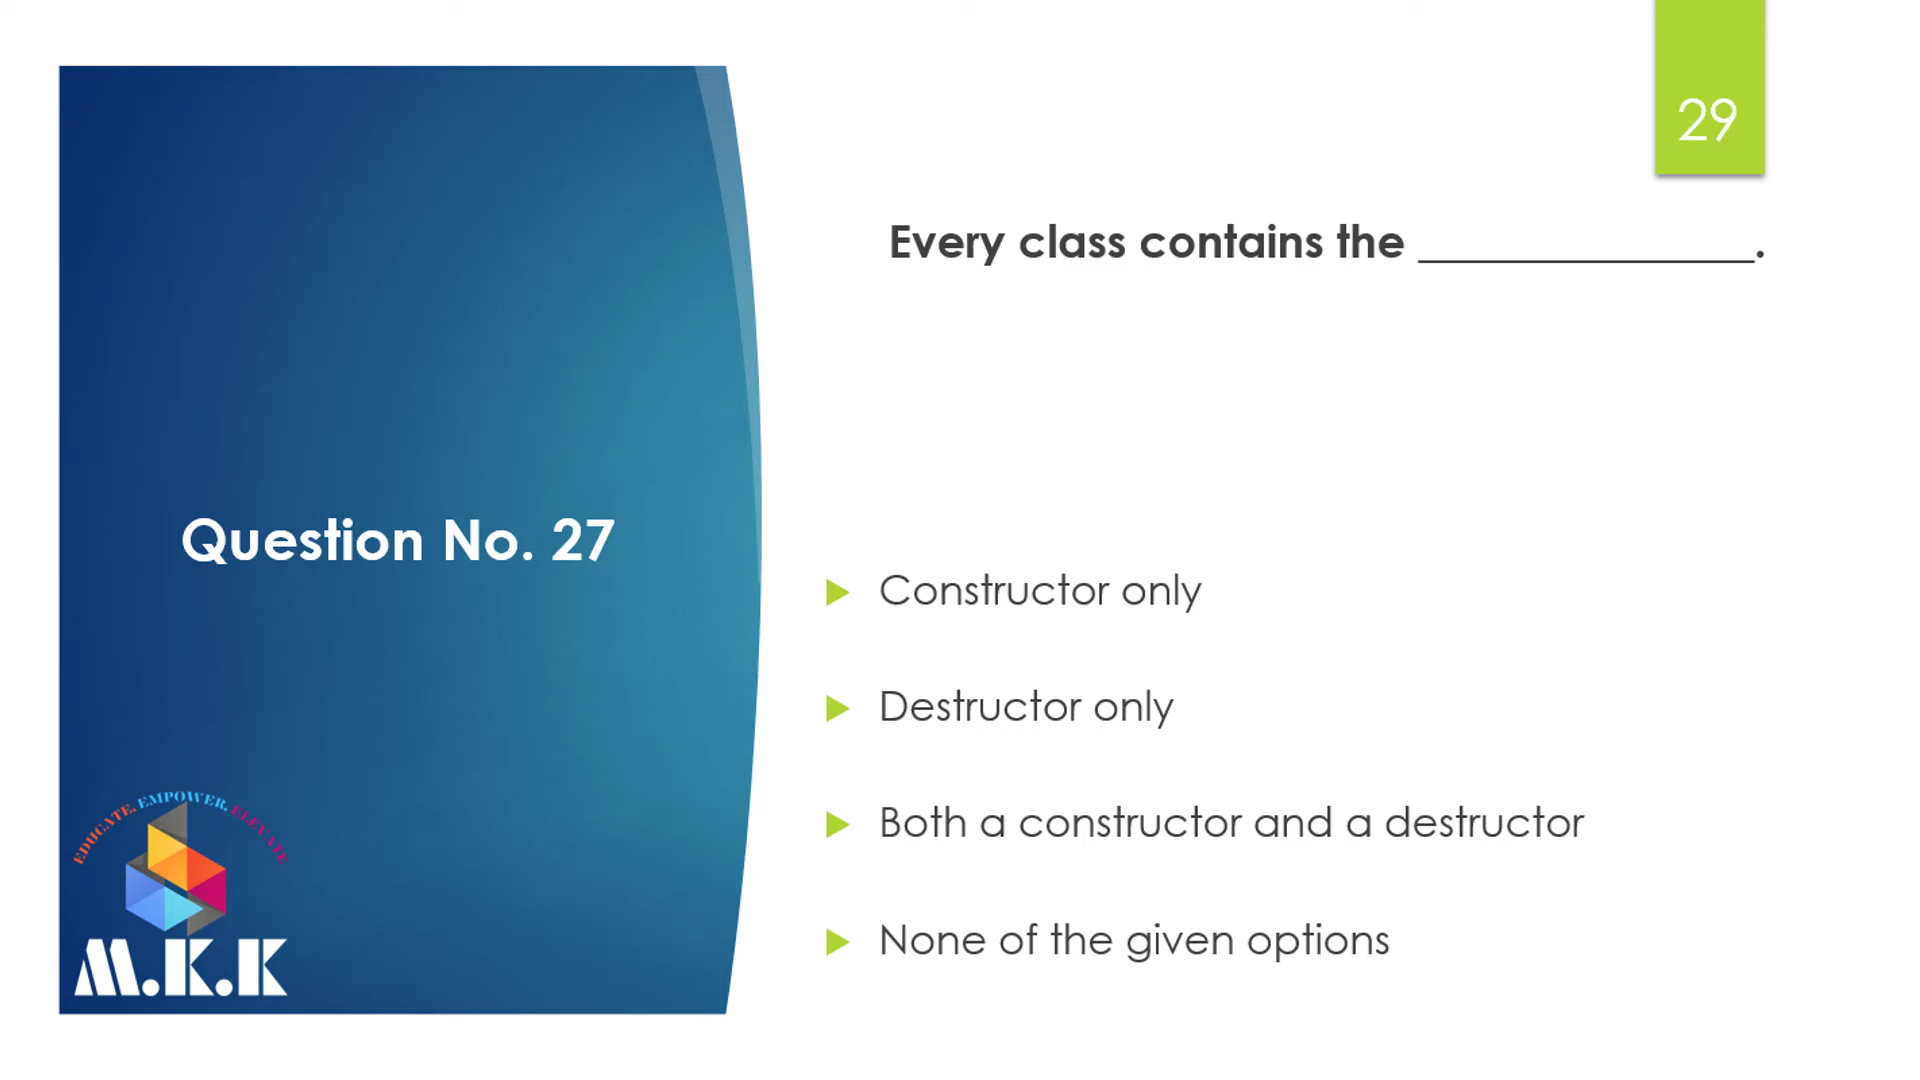 29
Every class contains the ______________.
Question No. 27
Constructor only
Destructor only
Both a constructor and a destructor
None of the given options
EDUCATE. EMPOWER. ELEVATE
M.K.K